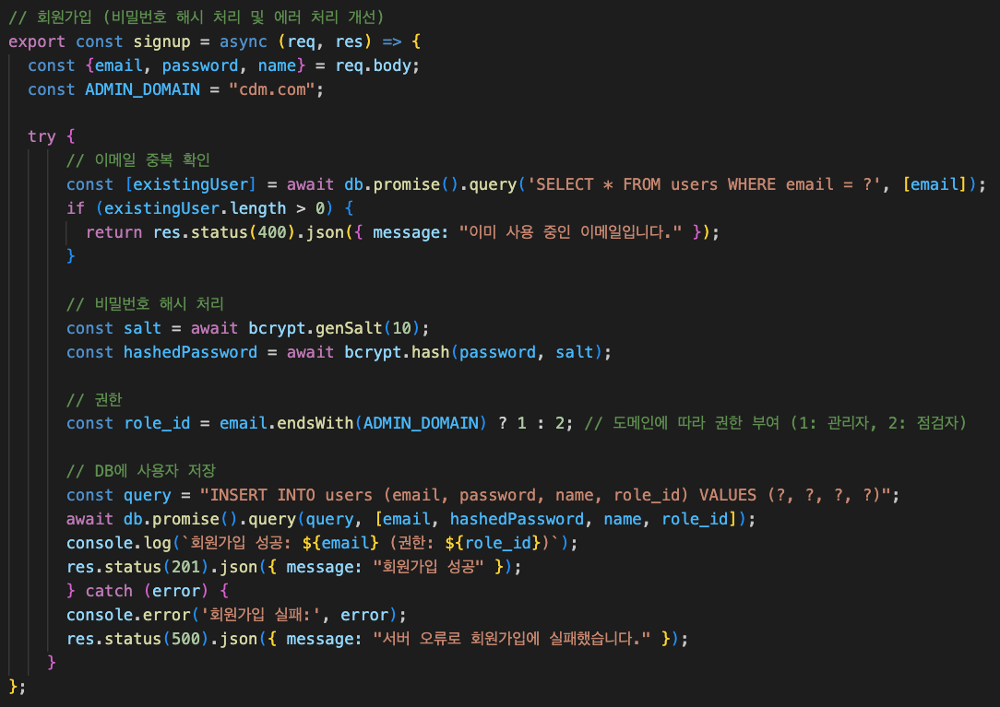 // 회원가입 (비밀번호 해시 처리 및 에러 처리 개선)
export const signup = async (req, res) => {
  const {email, password, name} = req.body;
  const ADMIN_DOMAIN = "cdm.com";

  try {
      // 이메일 중복 확인
      const [existingUser] = await db.promise().query('SELECT * FROM users WHERE email = ?', [email]);
      if (existingUser.length > 0) {
        return res.status(400).json({ message: "이미 사용 중인 이메일입니다." });
      }

      // 비밀번호 해시 처리
      const salt = await bcrypt.genSalt(10);
      const hashedPassword = await bcrypt.hash(password, salt);

      // 권한
      const role_id = email.endsWith(ADMIN_DOMAIN) ? 1 : 2; // 도메인에 따라 권한 부여 (1: 관리자, 2: 점검자)

      // DB에 사용자 저장
      const query = "INSERT INTO users (email, password, name, role_id) VALUES (?, ?, ?, ?)";
      await db.promise().query(query, [email, hashedPassword, name, role_id]);
      console.log(`회원가입 성공: ${email} (권한: ${role_id})`);
      res.status(201).json({ message: "회원가입 성공" });
      } catch (error) {
      console.error('회원가입 실패:', error);
      res.status(500).json({ message: "서버 오류로 회원가입에 실패했습니다." });
    }
};